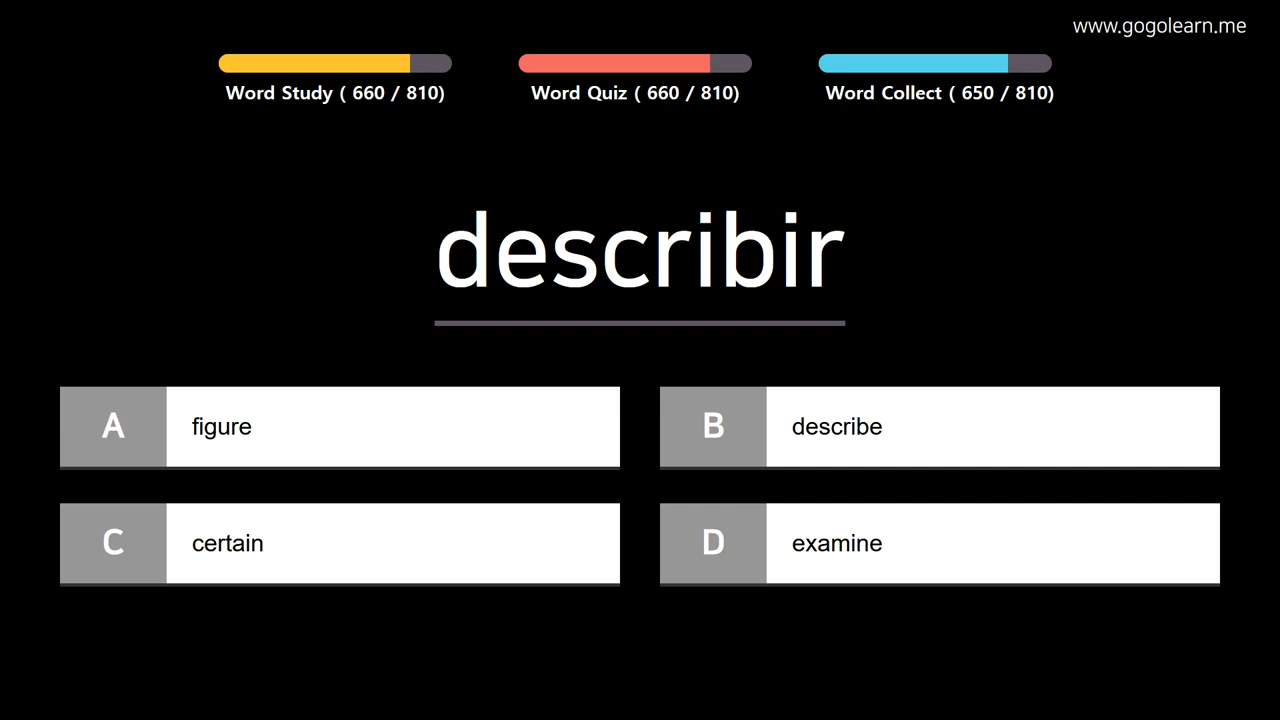 www.gogolearn.me
Word Study ( 660 / 810)
Word Quiz ( 660 / 810)
Word Collect ( 650 / 810)
describir
A figure
B describe
C certain
D examine